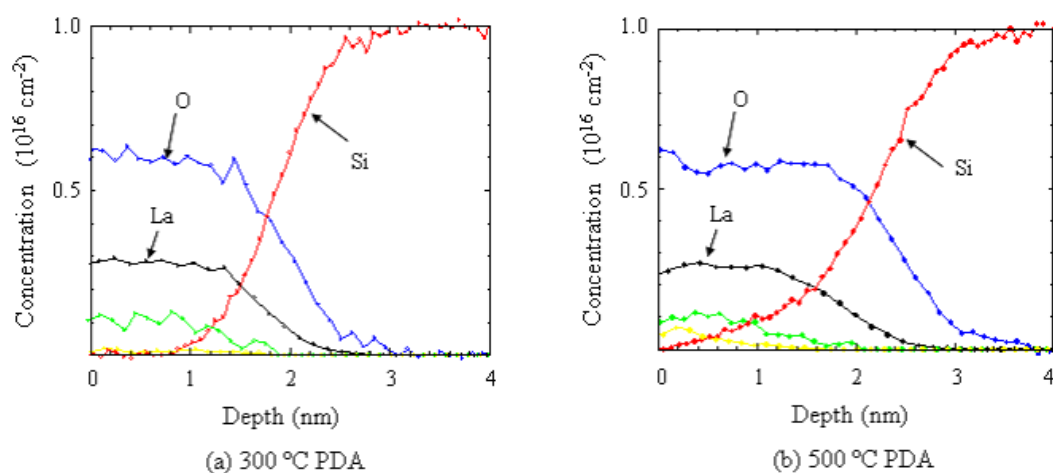 Concentration (10¹⁶ cm⁻²)
1.0
0.5
O
Si
La
0 1 2 3 4
Depth (nm)
(a) 300 °C PDA
Concentration (10¹⁶ cm⁻²)
1.0
0.5
O
Si
La
0 1 2 3 4
Depth (nm)
(b) 500 °C PDA